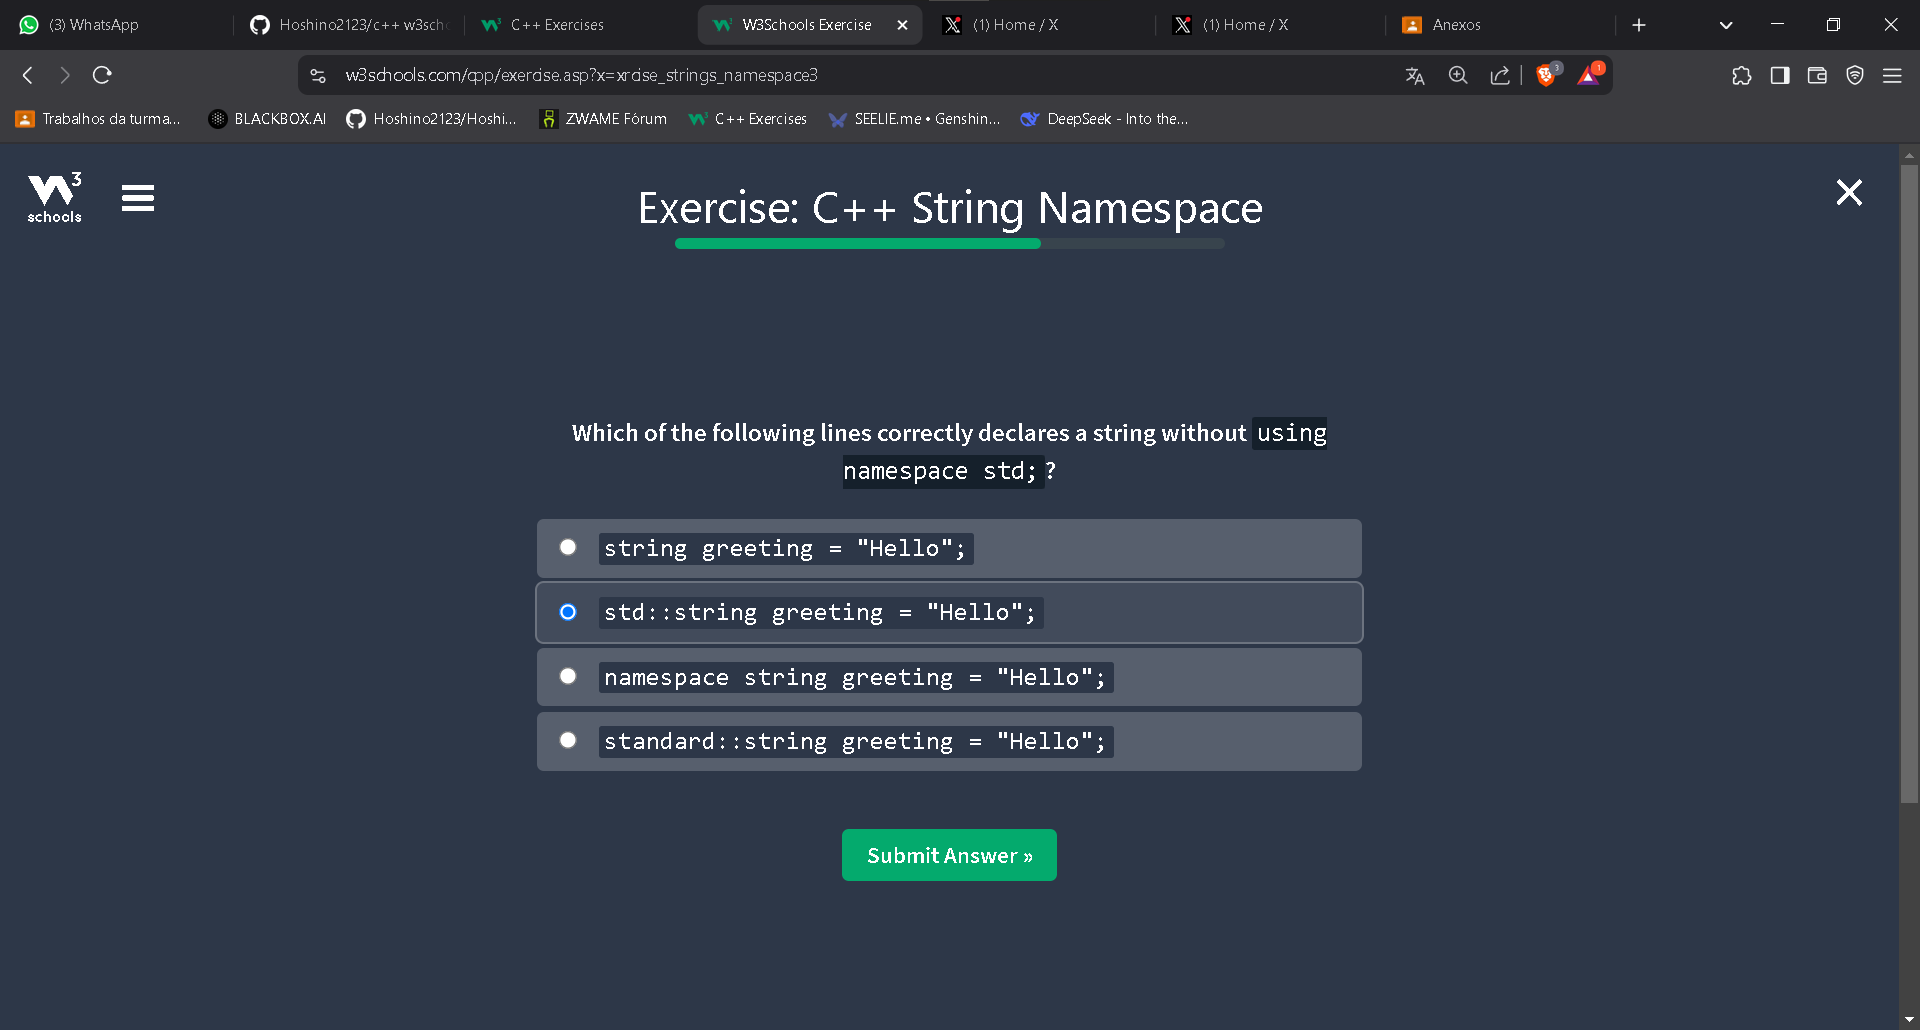 (3) WhatsApp
Hoshino2123/c++ w3scho
C++ Exercises
W3Schools Exercise
(1) Home / X
(1) Home / X
Anexos
w3schools.com/cpp/exercise.asp?x=xrcise_strings_namespace3
3
1
Trabalhos da turma...
BLACKBOX.AI
Hoshino2123/Hoshi...
ZWAME Fórum
C++ Exercises
SEELIE.me • Genshin...
DeepSeek - Into the...
W3 schools
Exercise: C++ String Namespace
Which of the following lines correctly declares a string without using
namespace std; ?
string greeting = "Hello";
std::string greeting = "Hello";
namespace string greeting = "Hello";
standard::string greeting = "Hello";
Submit Answer »